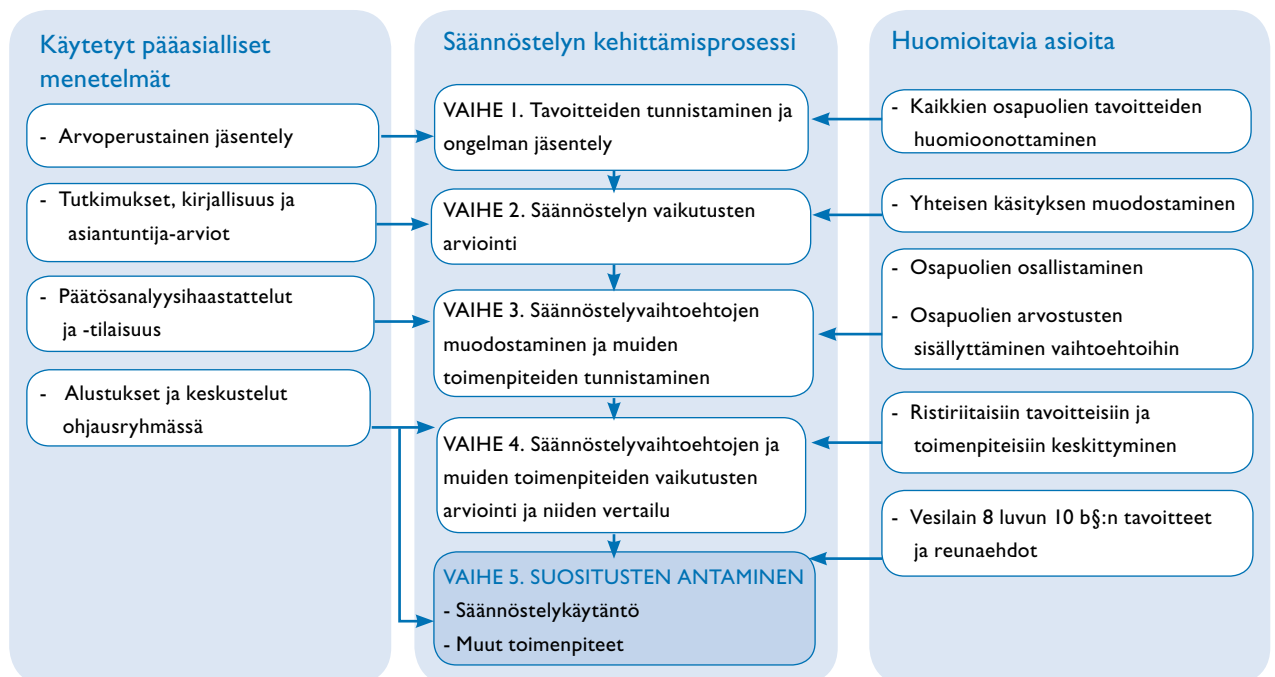 Käytetyt pääasialliset
menetelmät
- Arvoperustainen jäsentely
- Tutkimukset, kirjallisuus ja
asiantuntija-arviot
- Päätösanalyysihaastattelut
ja -tilaisuus
- Alustukset ja keskustelut
ohjausryhmässä
Säännöstelyn kehittämisprosessi
VAIHE 1. Tavoitteiden tunnistaminen ja
ongelman jäsentely
VAIHE 2. Säännöstelyn vaikutusten
arviointi
VAIHE 3. Säännöstelyvaihtoehtojen
muodostaminen ja muiden
toimenpiteiden tunnistaminen
VAIHE 4. Säännöstelyvaihtoehtojen ja
muiden toimenpiteiden vaikutusten
arviointi ja niiden vertailu
VAIHE 5. SUOSITUSTEN ANTAMINEN
- Säännöstelykäytäntö
- Muut toimenpiteet
Huomioitavia asioita
- Kaikkien osapuolien tavoitteiden
huomioonottaminen
- Yhteisen käsityksen muodostaminen
- Osapuolien osallistaminen
- Osapuolien arvostusten
sisällyttäminen vaihtoehtoihin
- Ristiriitaisiin tavoitteisiin ja
toimenpiteisiin keskittyminen
- Vesilain 8 luvun 10 b§:n tavoitteet
ja reunaehdot